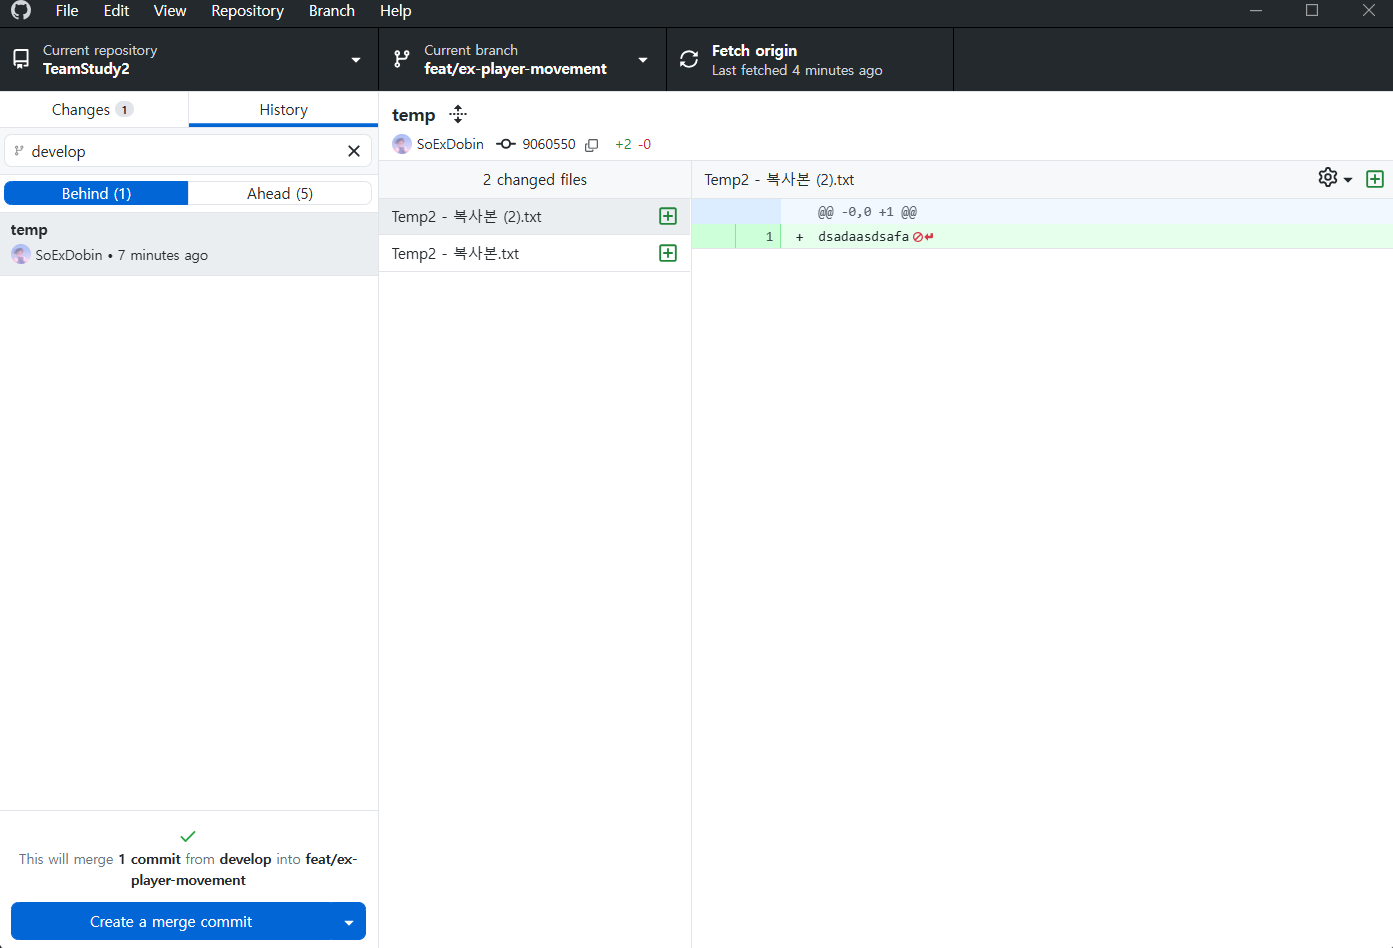 File Edit View Repository Branch Help
Current repository
TeamStudy2
Current branch
feat/ex-player-movement
Fetch origin
Last fetched 4 minutes ago
Changes 1
History
develop
Behind (1)
Ahead (5)
temp
SoExDobin • 7 minutes ago
This will merge 1 commit from develop into feat/ex-
player-movement
Create a merge commit
temp
SoExDobin 9060550 +2 -0
2 changed files
Temp2 - 복사본 (2).txt
Temp2 - 복사본.txt
Temp2 - 복사본 (2).txt
@@ -0,0 +1 @@
1 + dsadaasdsafa